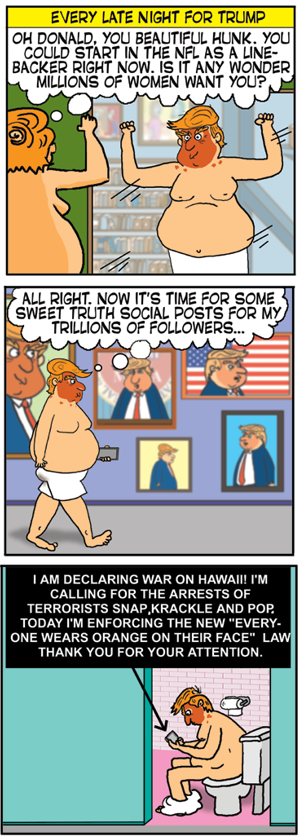 EVERY LATE NIGHT FOR TRUMP
OH DONALD, YOU BEAUTIFUL HUNK. YOU
COULD START IN THE NFL AS A LINE-
BACKER RIGHT NOW. IS IT ANY WONDER
MILLIONS OF WOMEN WANT YOU?
ALL RIGHT. NOW IT'S TIME FOR SOME
SWEET TRUTH SOCIAL POSTS FOR MY
TRILLIONS OF FOLLOWERS...
I AM DECLARING WAR ON HAWAII! I'M
CALLING FOR THE ARRESTS OF
TERRORISTS SNAP,KRACKLE AND POP.
TODAY I'M ENFORCING THE NEW "EVERY-
ONE WEARS ORANGE ON THEIR FACE" LAW
THANK YOU FOR YOUR ATTENTION.